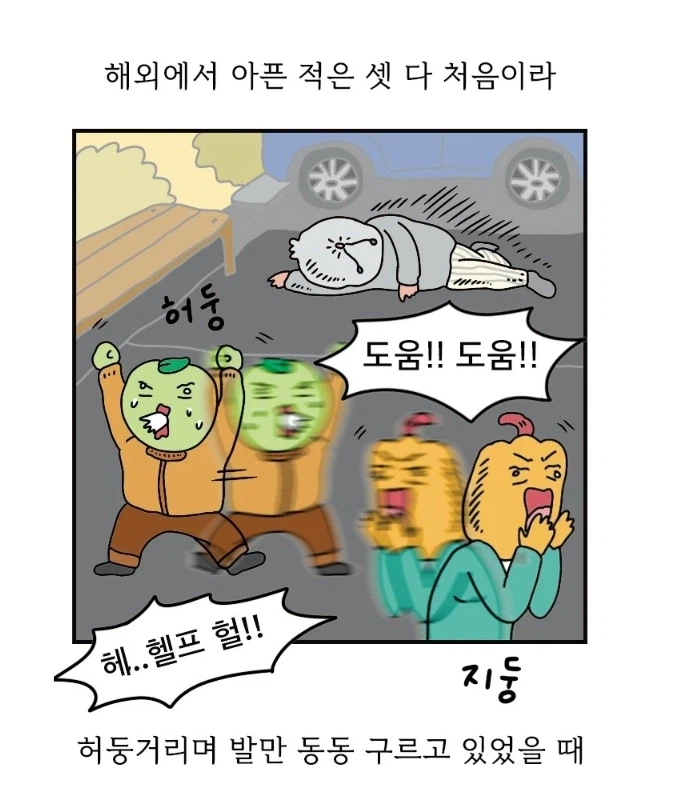 해외에서 아픈 적은 셋 다 처음이라
허둥
도움!! 도움!!
헤..헬프 헐!!
지둥
허둥거리며 발만 동동 구르고 있었을 때